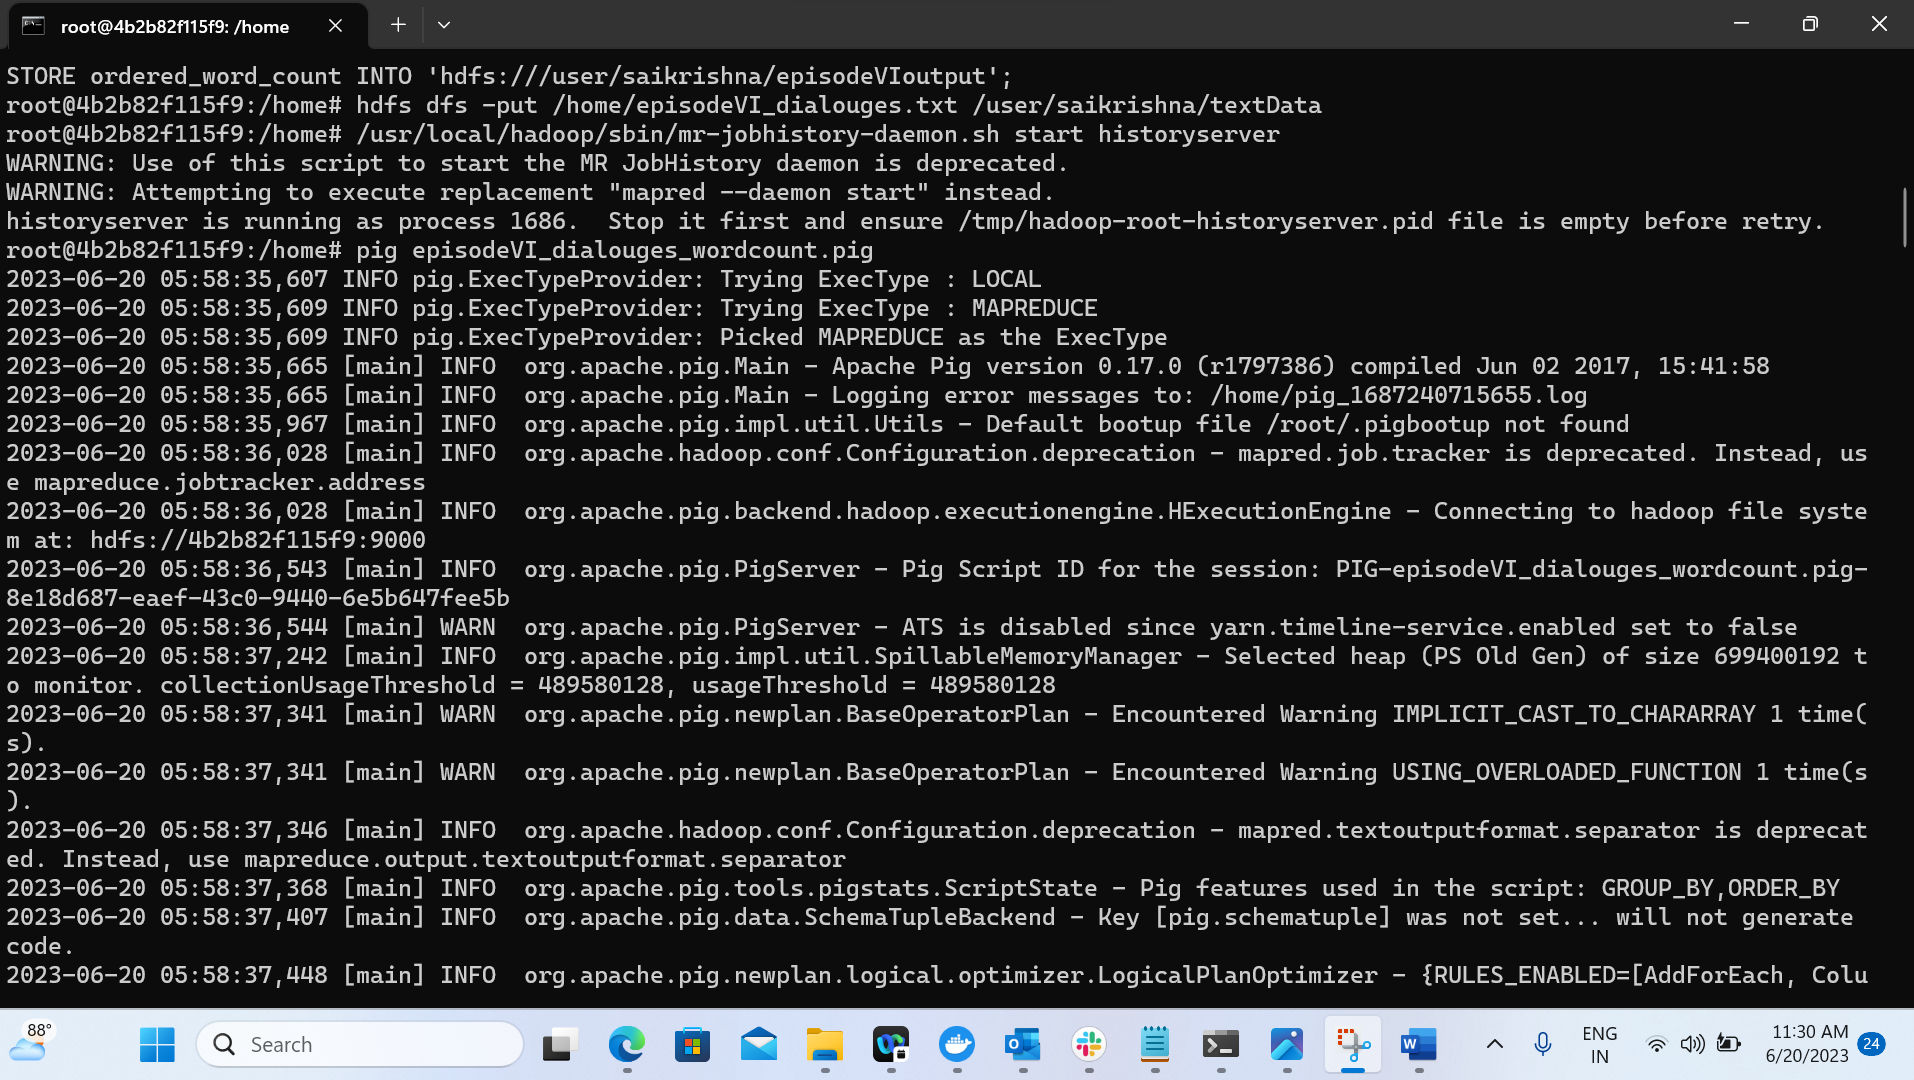 root@4b2b82f115f9: /home
STORE ordered_word_count INTO 'hdfs:///user/saikrishna/episodeVIoutput';
root@4b2b82f115f9:/home# hdfs dfs -put /home/episodeVI_dialouges.txt /user/saikrishna/textData
root@4b2b82f115f9:/home# /usr/local/hadoop/sbin/mr-jobhistory-daemon.sh start historyserver
WARNING: Use of this script to start the MR JobHistory daemon is deprecated.
WARNING: Attempting to execute replacement "mapred --daemon start" instead.
historyserver is running as process 1686.  Stop it first and ensure /tmp/hadoop-root-historyserver.pid file is empty before retry.
root@4b2b82f115f9:/home# pig episodeVI_dialouges_wordcount.pig
2023-06-20 05:58:35,607 INFO pig.ExecTypeProvider: Trying ExecType : LOCAL
2023-06-20 05:58:35,609 INFO pig.ExecTypeProvider: Trying ExecType : MAPREDUCE
2023-06-20 05:58:35,609 INFO pig.ExecTypeProvider: Picked MAPREDUCE as the ExecType
2023-06-20 05:58:35,665 [main] INFO  org.apache.pig.Main - Apache Pig version 0.17.0 (r1797386) compiled Jun 02 2017, 15:41:58
2023-06-20 05:58:35,665 [main] INFO  org.apache.pig.Main - Logging error messages to: /home/pig_1687240715655.log
2023-06-20 05:58:35,967 [main] INFO  org.apache.pig.impl.util.Utils - Default bootup file /root/.pigbootup not found
2023-06-20 05:58:36,028 [main] INFO  org.apache.hadoop.conf.Configuration.deprecation - mapred.job.tracker is deprecated. Instead, us
e mapreduce.jobtracker.address
2023-06-20 05:58:36,028 [main] INFO  org.apache.pig.backend.hadoop.executionengine.HExecutionEngine - Connecting to hadoop file syste
m at: hdfs://4b2b82f115f9:9000
2023-06-20 05:58:36,543 [main] INFO  org.apache.pig.PigServer - Pig Script ID for the session: PIG-episodeVI_dialouges_wordcount.pig-
8e18d687-eaef-43c0-9440-6e5b647fee5b
2023-06-20 05:58:36,544 [main] WARN  org.apache.pig.PigServer - ATS is disabled since yarn.timeline-service.enabled set to false
2023-06-20 05:58:37,242 [main] INFO  org.apache.pig.impl.util.SpillableMemoryManager - Selected heap (PS Old Gen) of size 699400192 t
o monitor. collectionUsageThreshold = 489580128, usageThreshold = 489580128
2023-06-20 05:58:37,341 [main] WARN  org.apache.pig.newplan.BaseOperatorPlan - Encountered Warning IMPLICIT_CAST_TO_CHARARRAY 1 time(
s).
2023-06-20 05:58:37,341 [main] WARN  org.apache.pig.newplan.BaseOperatorPlan - Encountered Warning USING_OVERLOADED_FUNCTION 1 time(s
).
2023-06-20 05:58:37,346 [main] INFO  org.apache.hadoop.conf.Configuration.deprecation - mapred.textoutputformat.separator is deprecat
ed. Instead, use mapreduce.output.textoutputformat.separator
2023-06-20 05:58:37,368 [main] INFO  org.apache.pig.tools.pigstats.ScriptState - Pig features used in the script: GROUP_BY,ORDER_BY
2023-06-20 05:58:37,407 [main] INFO  org.apache.pig.data.SchemaTupleBackend - Key [pig.schematuple] was not set... will not generate
code.
2023-06-20 05:58:37,448 [main] INFO  org.apache.pig.newplan.logical.optimizer.LogicalPlanOptimizer - {RULES_ENABLED=[AddForEach, Colu
88°
Search
ENG
IN
11:30 AM
6/20/2023
24